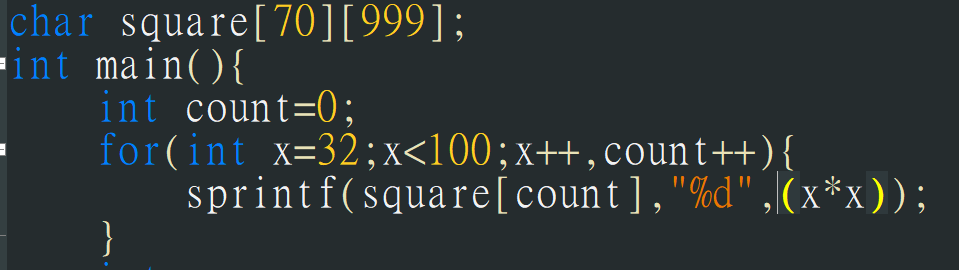 char square[70][999];
int main(){
int count=0;
for(int x=32;x<100;x++,count++){
sprintf(square[count],"%d",(x*x));
}